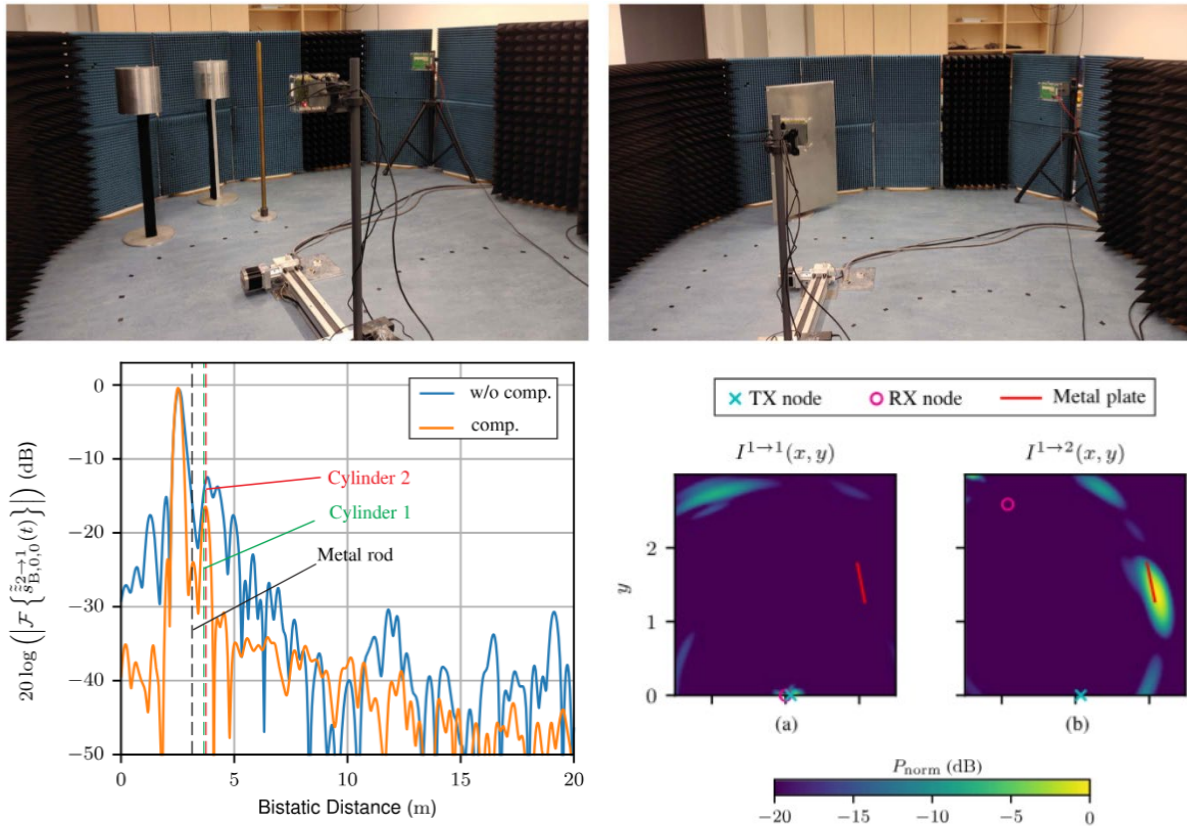 0
−10
−20
−30
−40
−50
20 log (|ℱ{s̃̂_{B,0,0}^{2→1}(t)}|) (dB)
w/o comp.
comp.
Cylinder 2
Cylinder 1
Metal rod
0 5 10 15 20
Bistatic Distance (m)
TX node RX node Metal plate
I^{1→1}(x, y) I^{1→2}(x, y)
2
y
0
(a) (b)
P_norm (dB)
−20 −15 −10 −5 0